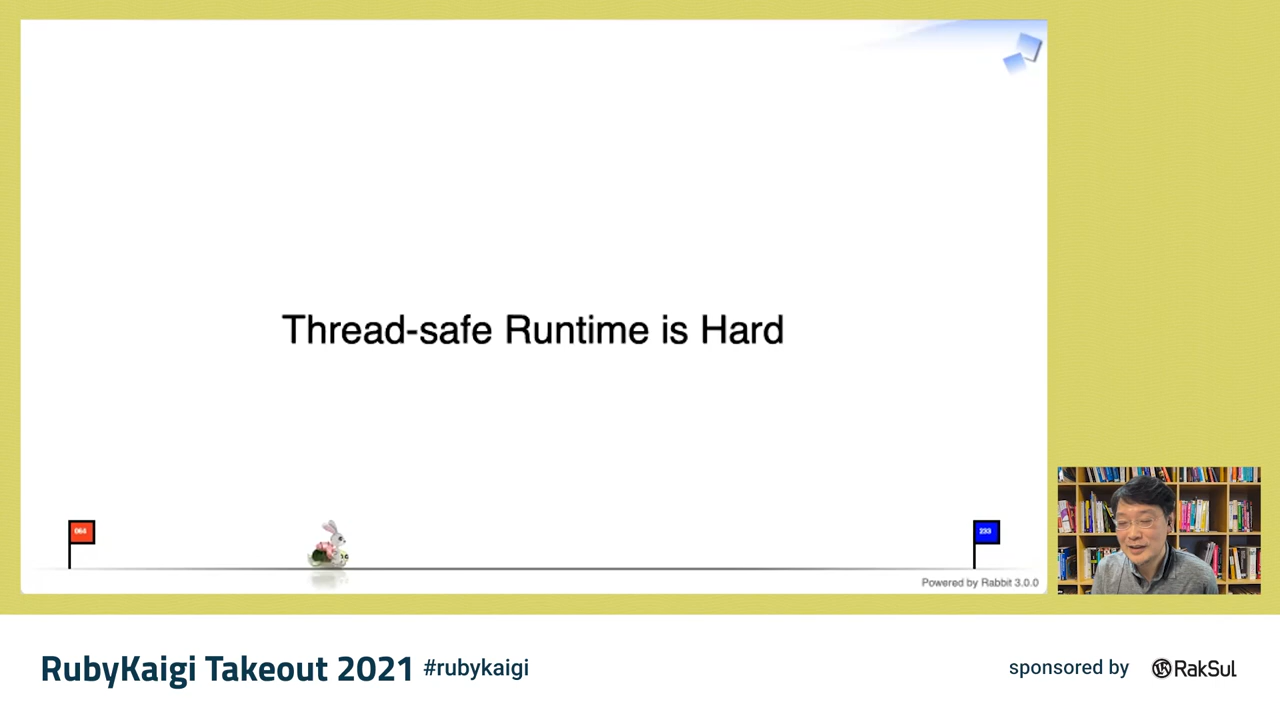 Thread-safe Runtime is Hard
064
233
Powered by Rabbit 3.0.0
RubyKaigi Takeout 2021 #rubykaigi
sponsored by RakSul